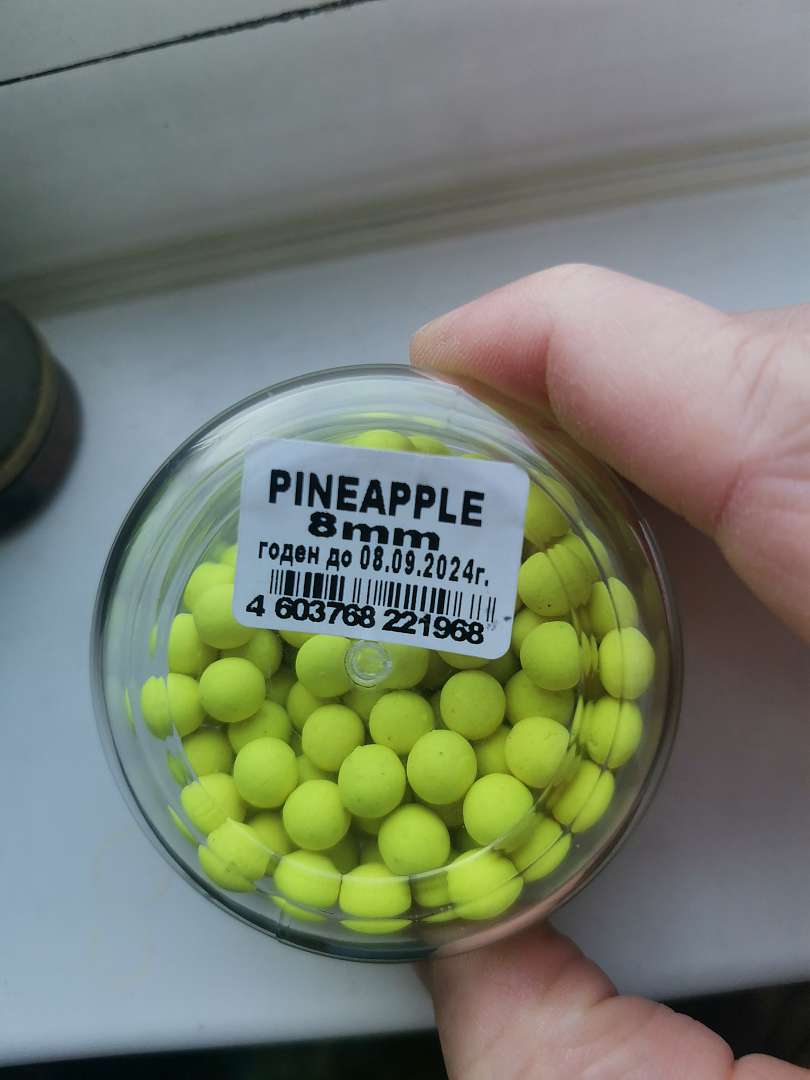 PINEAPPLE
8mm
годен до 08.09.2024г.
4 603768 221968